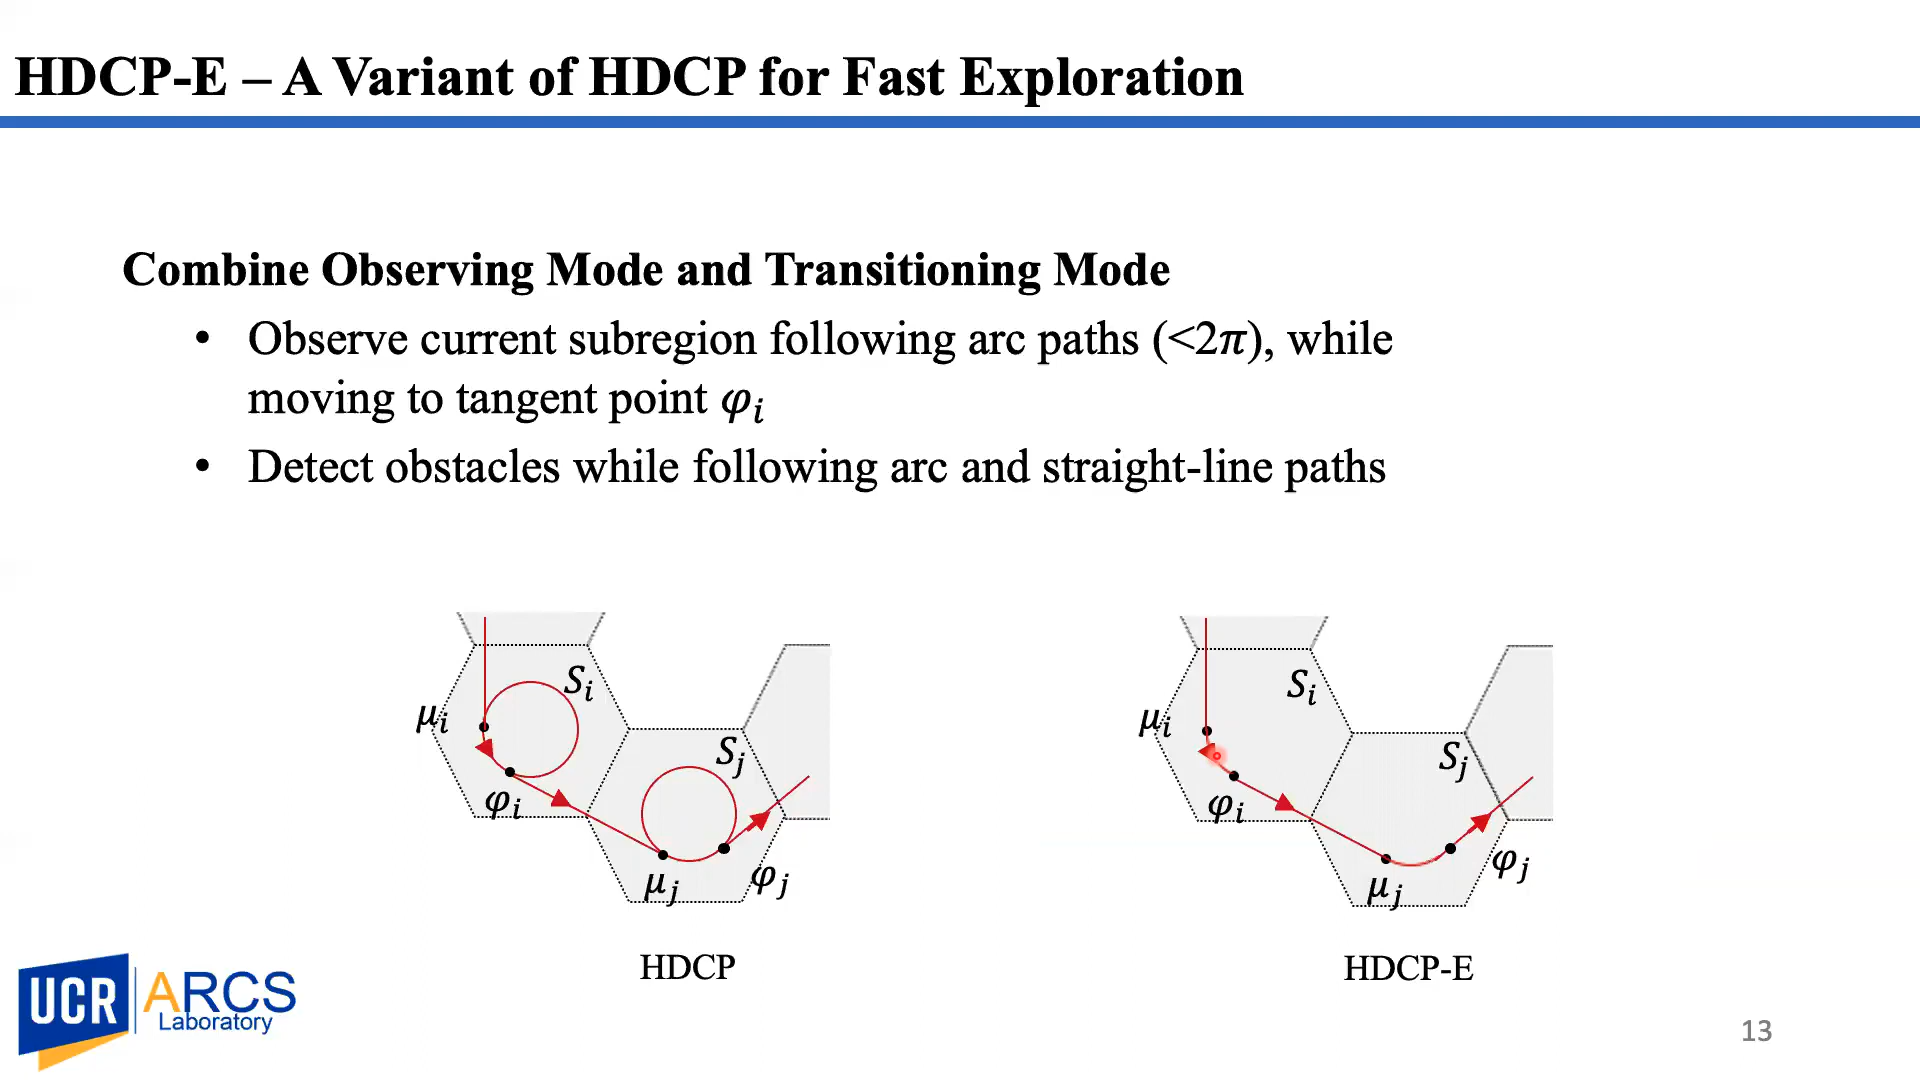 HDCP-E – A Variant of HDCP for Fast Exploration
Combine Observing Mode and Transitioning Mode
• Observe current subregion following arc paths (<2π), while
moving to tangent point φᵢ
• Detect obstacles while following arc and straight-line paths
Sᵢ
μᵢ
φᵢ
Sⱼ
μⱼ
φⱼ
HDCP
Sᵢ
μᵢ
φᵢ
Sⱼ
μⱼ
φⱼ
HDCP-E
UCR
ARCS
Laboratory
13